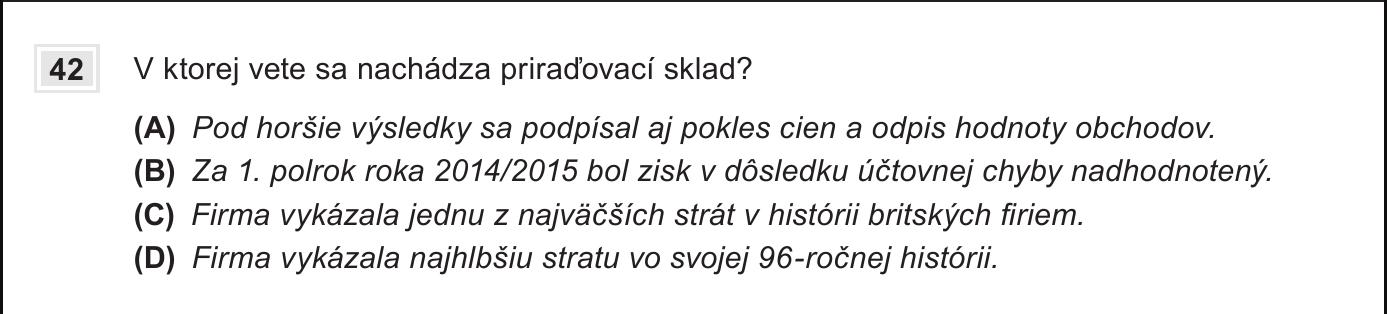 42 V ktorej vete sa nachádza priraďovací sklad?
(A) Pod horšie výsledky sa podpísal aj pokles cien a odpis hodnoty obchodov.
(B) Za 1. polrok roka 2014/2015 bol zisk v dôsledku účtovnej chyby nadhodnotený.
(C) Firma vykázala jednu z najväčších strát v histórii britských firiem.
(D) Firma vykázala najhlbšiu stratu vo svojej 96-ročnej histórii.